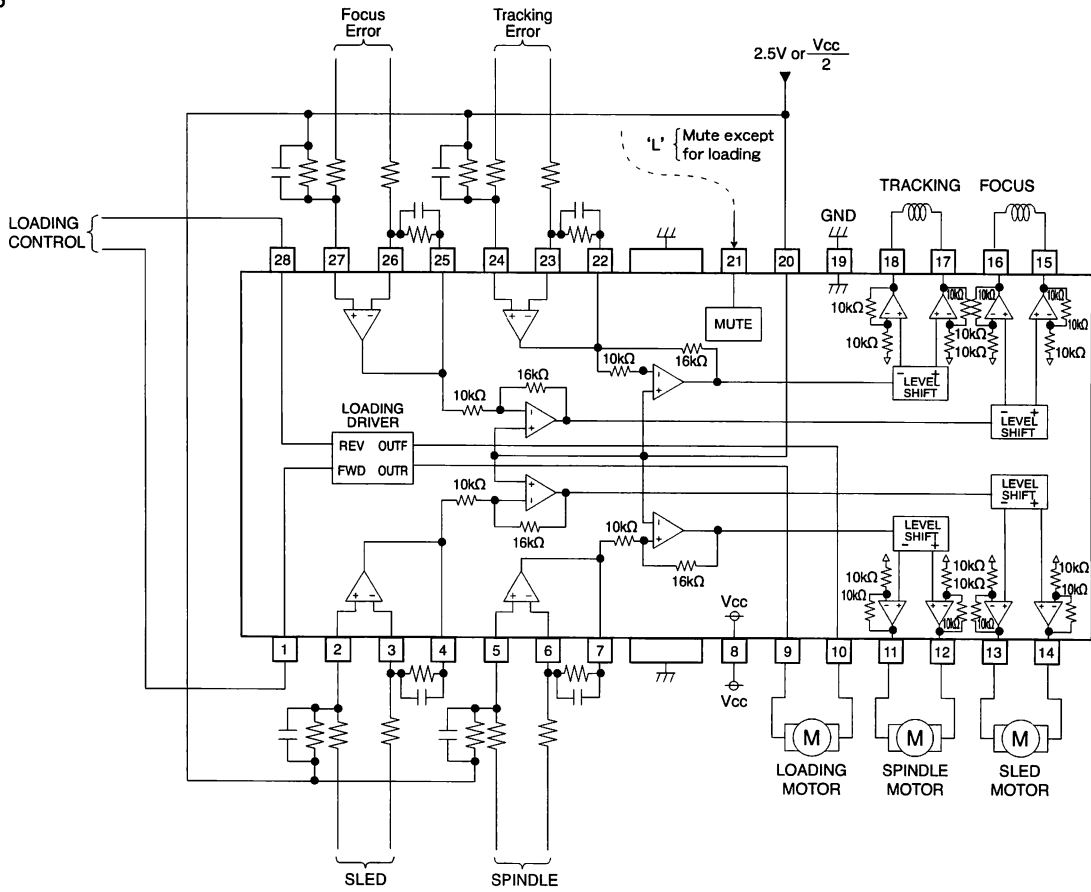 Focus
Error
Tracking
Error
2.5V or Vcc
2
'L' { Mute except
for loading
TRACKING FOCUS
LOADING
CONTROL
GND
28 27 26 25 24 23 22 21 20 19 18 17 16 15
+ - + -
MUTE
10kΩ 10kΩ 10kΩ 10kΩ
10kΩ 10kΩ 10kΩ 10kΩ
10kΩ 16kΩ
- +
LEVEL
SHIFT
16kΩ
10kΩ
- +
LEVEL
SHIFT
LOADING
DRIVER
REV OUTF
FWD OUTR
LEVEL
SHIFT
- +
10kΩ
16kΩ
10kΩ
16kΩ
LEVEL
SHIFT
- +
10kΩ 10kΩ 10kΩ 10kΩ
10kΩ 10kΩ 10kΩ 10kΩ
+ - + -
Vcc
1 2 3 4 5 6 7 8 9 10 11 12 13 14
Vcc
M M M
LOADING
MOTOR
SPINDLE
MOTOR
SLED
MOTOR
SLED SPINDLE